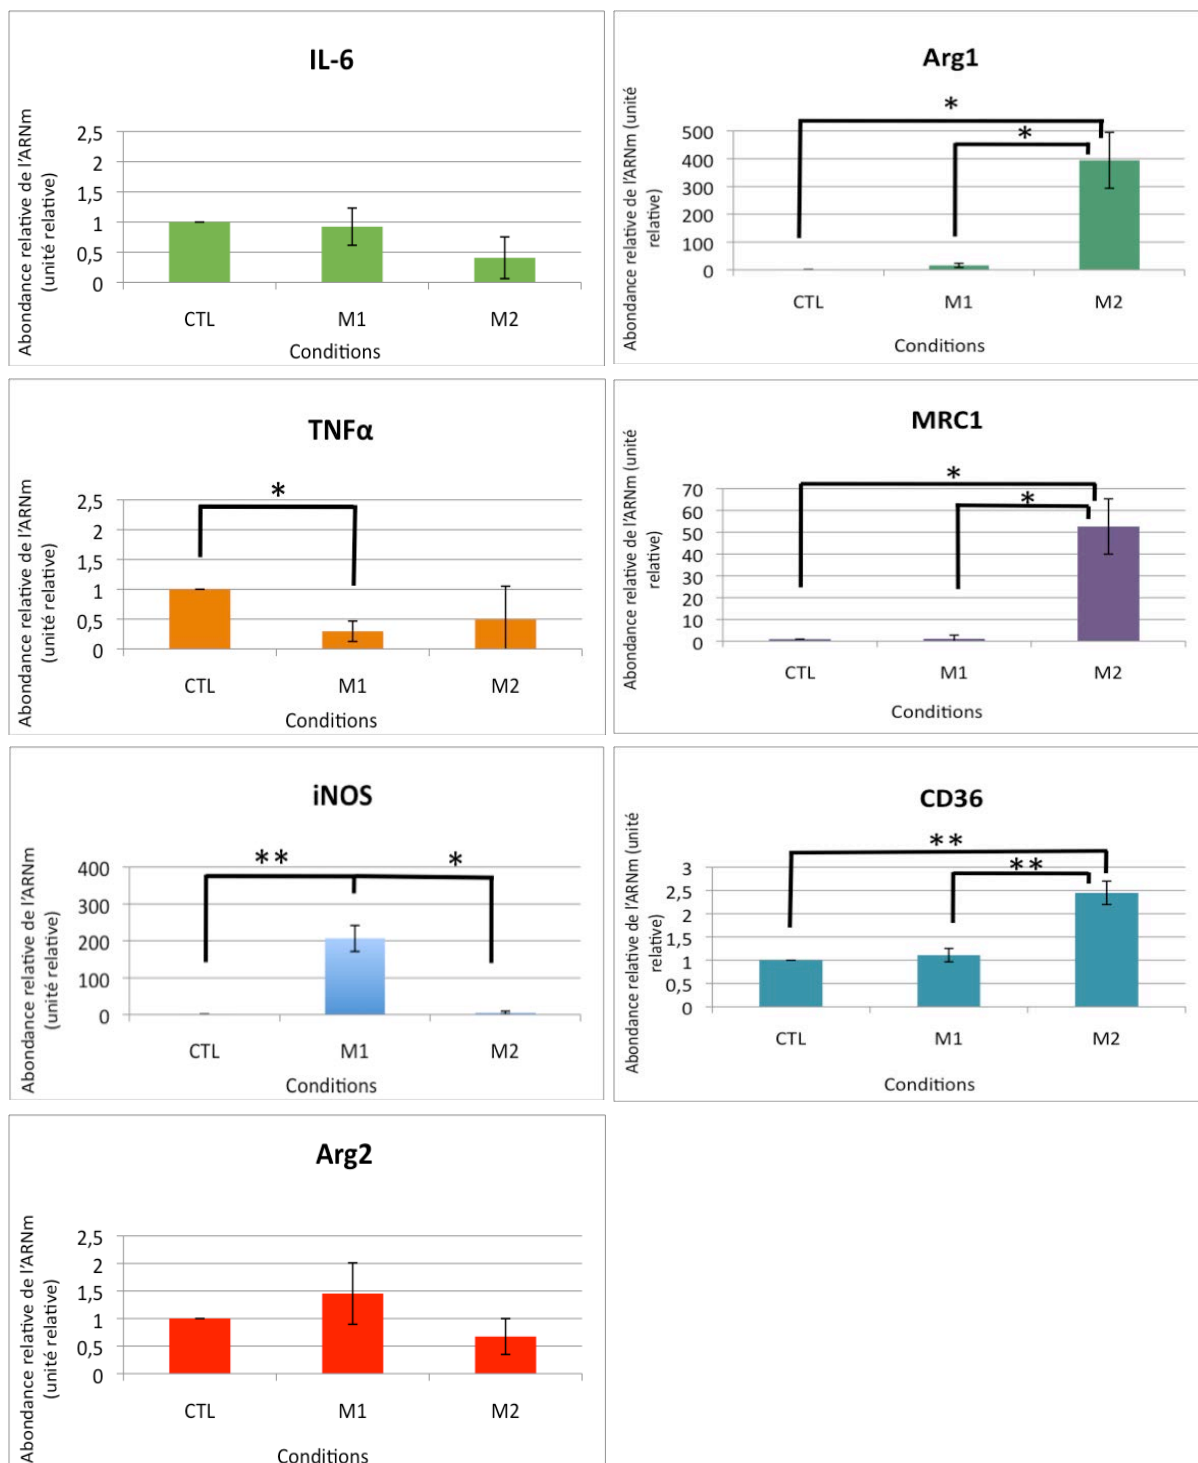 IL-6
Abondance relative de l'ARNm
(unité relative)
2,5
2
1,5
1
0,5
0
CTL M1 M2
Conditions
Arg1
Abondance relative de l'ARNm (unité
relative)
*
*
500
400
300
200
100
0
CTL M1 M2
Conditions
TNFα
Abondance relative de l'ARNm
(unité relative)
*
2,5
2
1,5
1
0,5
0
CTL M1 M2
Conditions
MRC1
Abondance relative de l'ARNm (unité
relative)
*
*
70
60
50
40
30
20
10
0
CTL M1 M2
Conditions
iNOS
Abondance relative de l'ARNm
(unité relative)
** *
400
300
200
100
0
CTL M1 M2
Conditions
CD36
Abondance relative de l'ARNm (unité
relative)
**
**
3
2,5
2
1,5
1
0,5
0
CTL M1 M2
Conditions
Arg2
Abondance relative de l'ARNm
(unité relative)
2,5
2
1,5
1
0,5
0
CTL M1 M2
Conditions